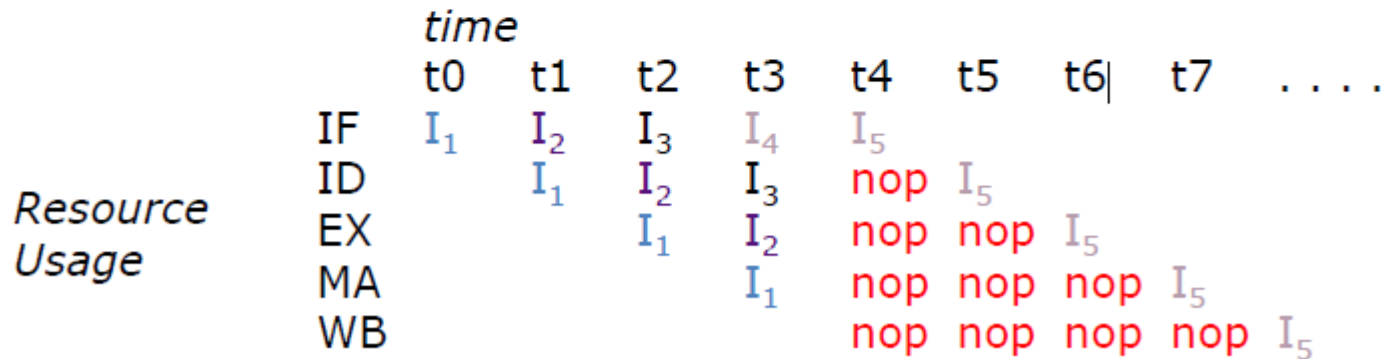 time
t0 t1 t2 t3 t4 t5 t6 t7 . . . .
IF I₁ I₂ I₃ I₄ I₅
ID I₁ I₂ I₃ nop I₅
Resource
EX I₁ I₂ nop nop I₅
Usage
MA I₁ nop nop nop I₅
WB nop nop nop nop I₅